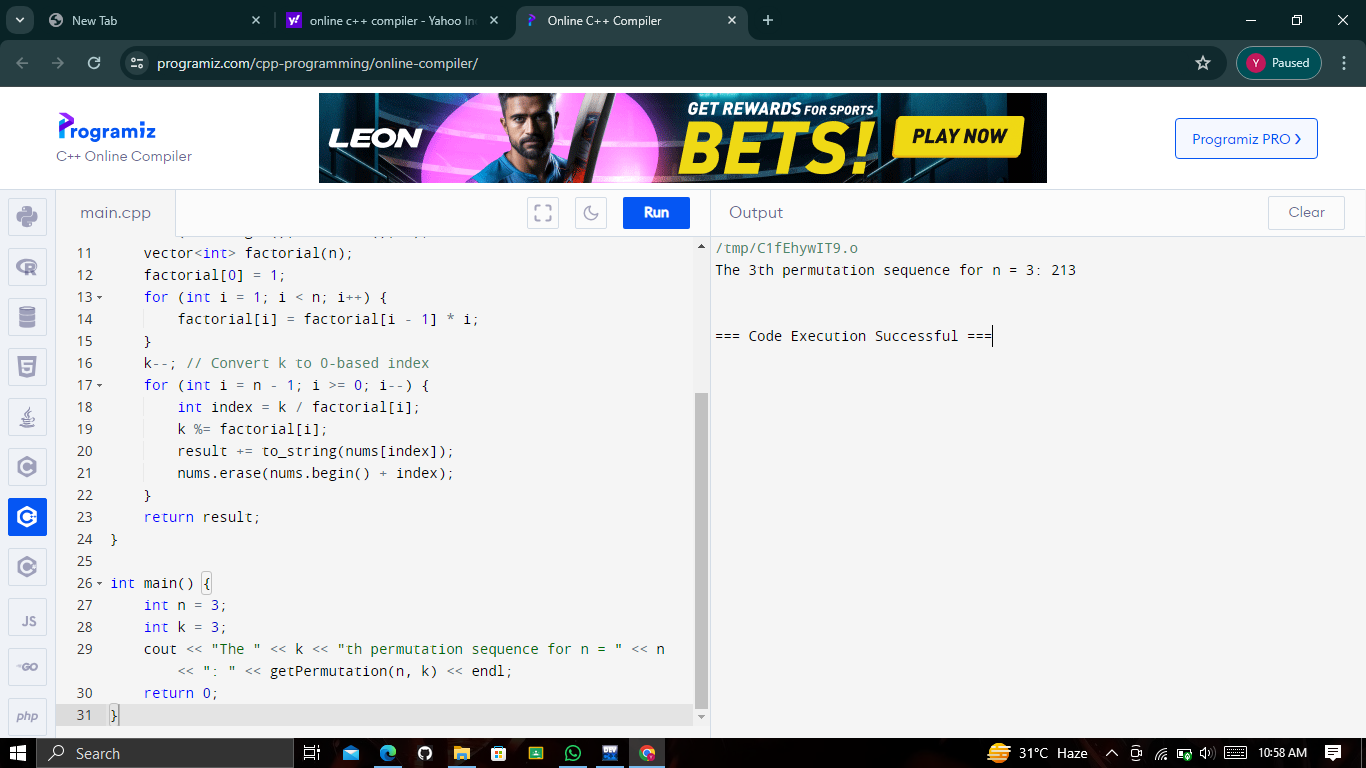 New Tab
online c++ compiler - Yahoo In
Online C++ Compiler
programiz.com/cpp-programming/online-compiler/
Y
Paused
Programiz
C++ Online Compiler
LEON
GET REWARDS FOR SPORTS
BETS!
PLAY NOW
Programiz PRO ›
main.cpp
Run
Output
Clear
11 vector<int> factorial(n);
12 factorial[0] = 1;
13 for (int i = 1; i < n; i++) {
14 factorial[i] = factorial[i - 1] * i;
15 }
16 k--; // Convert k to 0-based index
17 for (int i = n - 1; i >= 0; i--) {
18 int index = k / factorial[i];
19 k %= factorial[i];
20 result += to_string(nums[index]);
21 nums.erase(nums.begin() + index);
22 }
23 return result;
24 }
25
26 int main() {
27 int n = 3;
28 int k = 3;
29 cout << "The " << k << "th permutation sequence for n = " << n
<< ": " << getPermutation(n, k) << endl;
30 return 0;
31 }
/tmp/C1fEhywIT9.o
The 3th permutation sequence for n = 3: 213
=== Code Execution Successful ===
JS
GO
php
Search
31°C Haze
10:58 AM